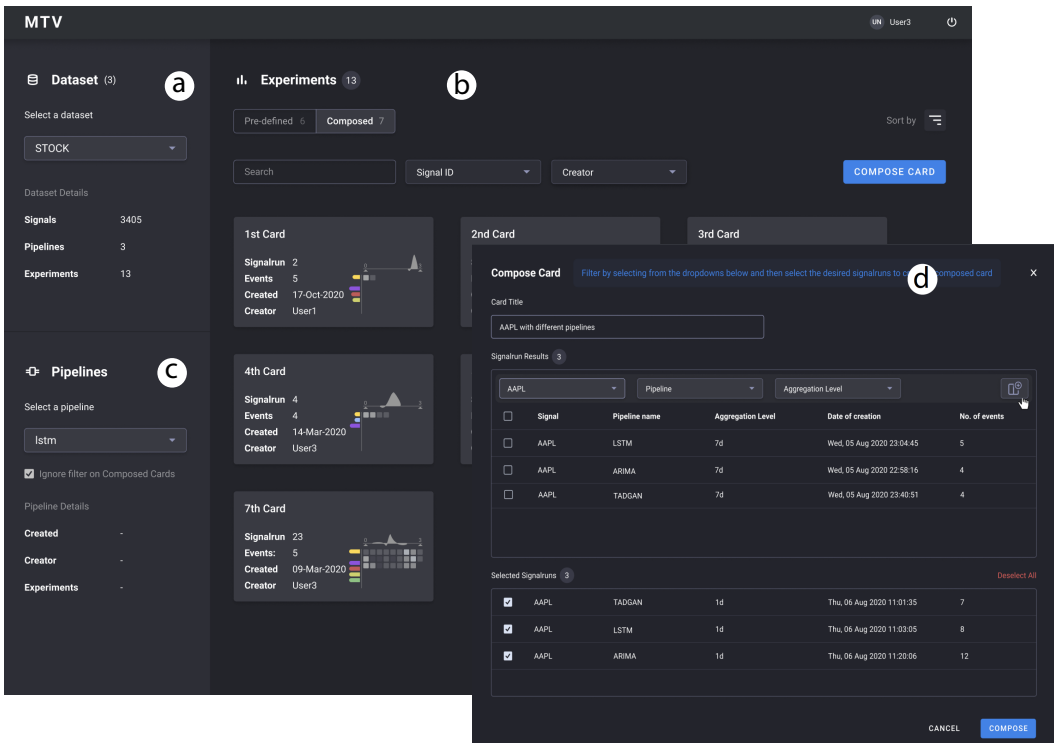 MTV
UN User3
Dataset (3)
a
Select a dataset
STOCK
Dataset Details
Signals 3405
Pipelines 3
Experiments 13
Experiments 13
b
Pre-defined 6 Composed 7
Sort by
Search Signal ID Creator COMPOSE CARD
1st Card
Signalrun 2
Events 5
Created 17-Oct-2020
Creator User1
2nd Card
3rd Card
Pipelines
c
Select a pipeline
lstm
Ignore filter on Composed Cards
Pipeline Details
Created -
Creator -
Experiments -
4th Card
Signalrun 4
Events 4
Created 14-Mar-2020
Creator User3
7th Card
Signalrun 23
Events: 5
Created 09-Mar-2020
Creator User3
Compose Card Filter by selecting from the dropdowns below and then select the desired signalruns to composed card X
d
Card Title
AAPL with different pipelines
Signalrun Results 3
AAPL Pipeline Aggregation Level
Signal Pipeline name Aggregation Level Date of creation No. of events
AAPL LSTM 7d Wed, 05 Aug 2020 23:04:45 5
AAPL ARIMA 7d Wed, 05 Aug 2020 22:58:16 4
AAPL TADGAN 7d Wed, 05 Aug 2020 23:40:51 4
Selected Signalruns 3 Deselect All
AAPL TADGAN 1d Thu, 06 Aug 2020 11:01:35 7
AAPL LSTM 1d Thu, 06 Aug 2020 11:03:05 8
AAPL ARIMA 1d Thu, 06 Aug 2020 11:20:06 12
CANCEL COMPOSE